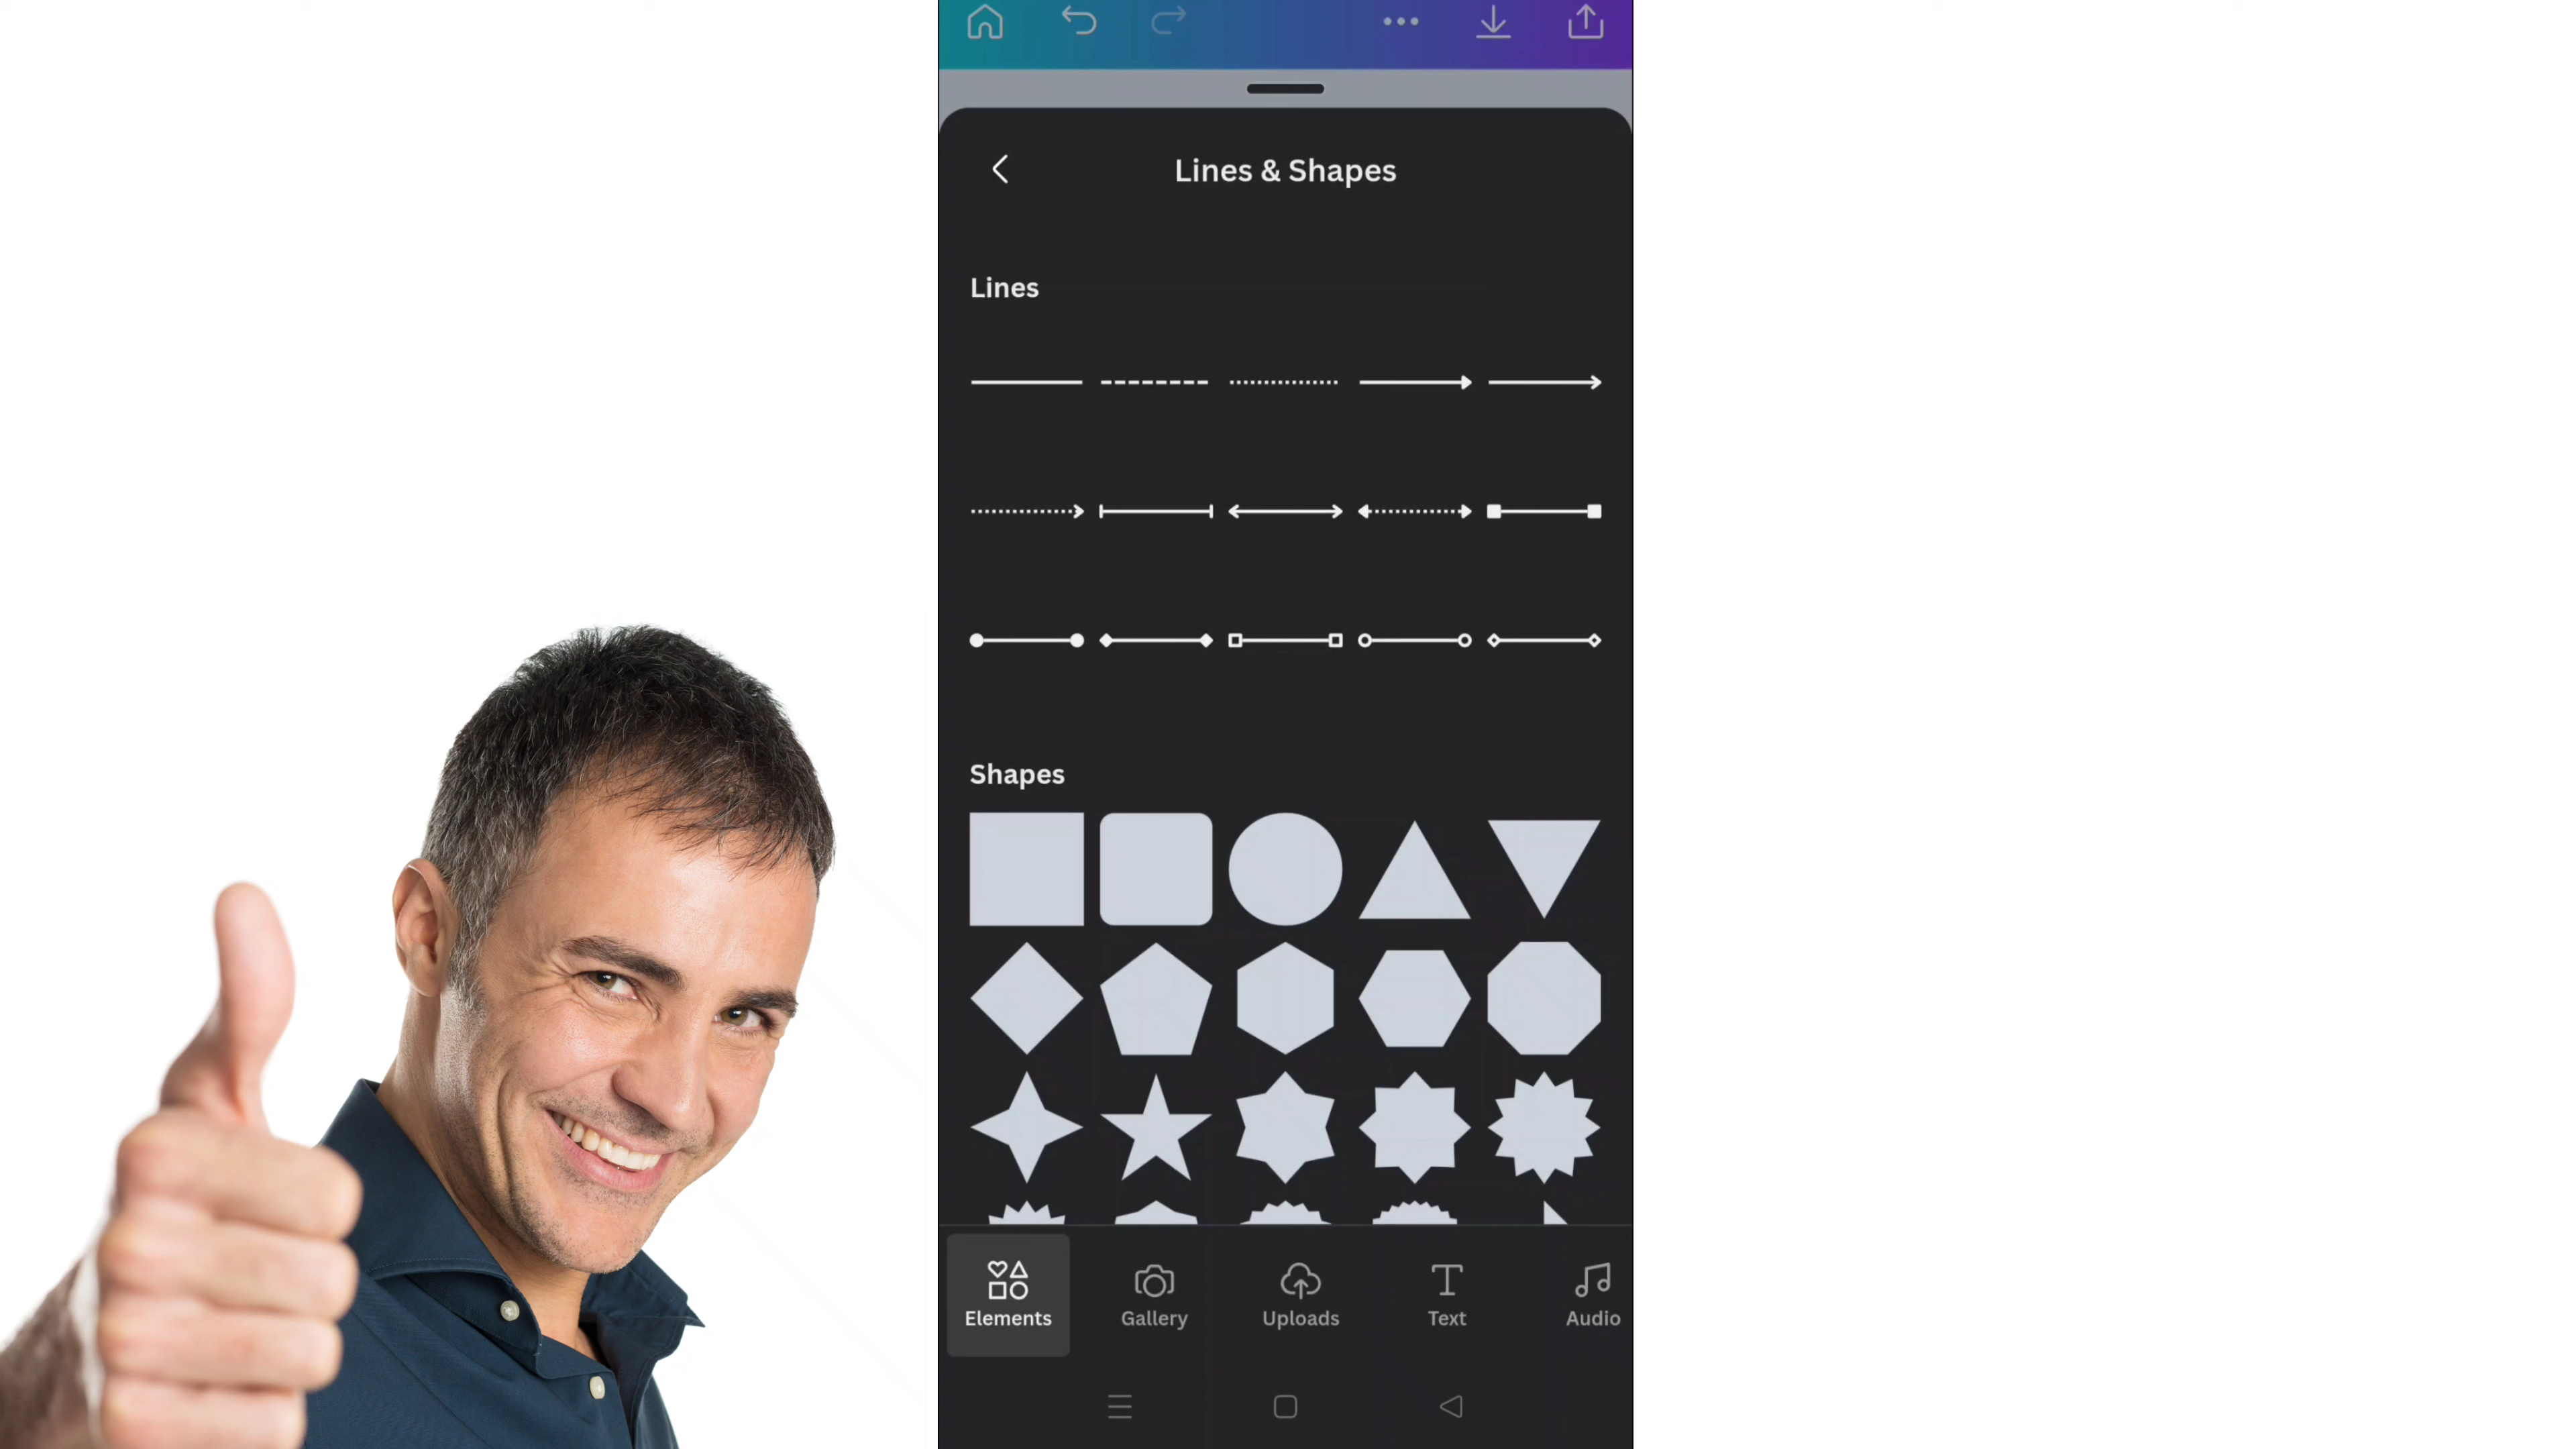 Lines & Shapes
Lines
Shapes
Elements
Gallery
Uploads
Text
Audio